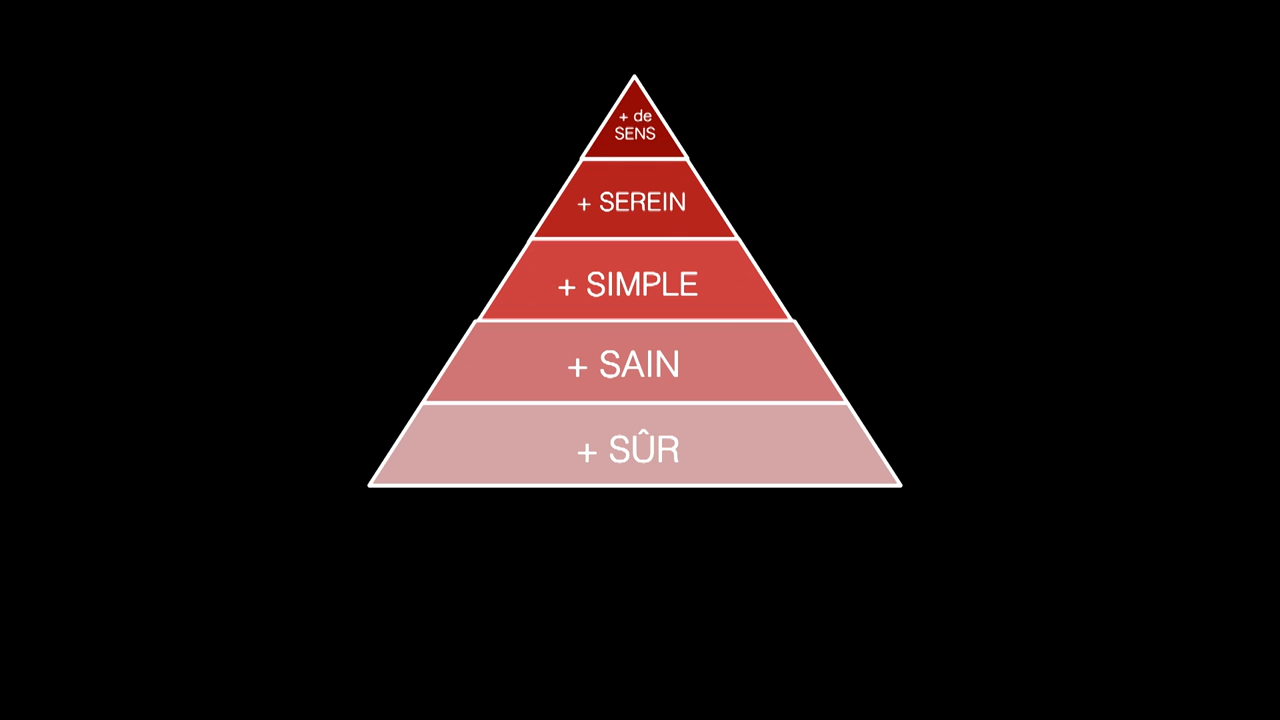 + de
SENS
+ SEREIN
+ SIMPLE
+ SAIN
+ SÛR